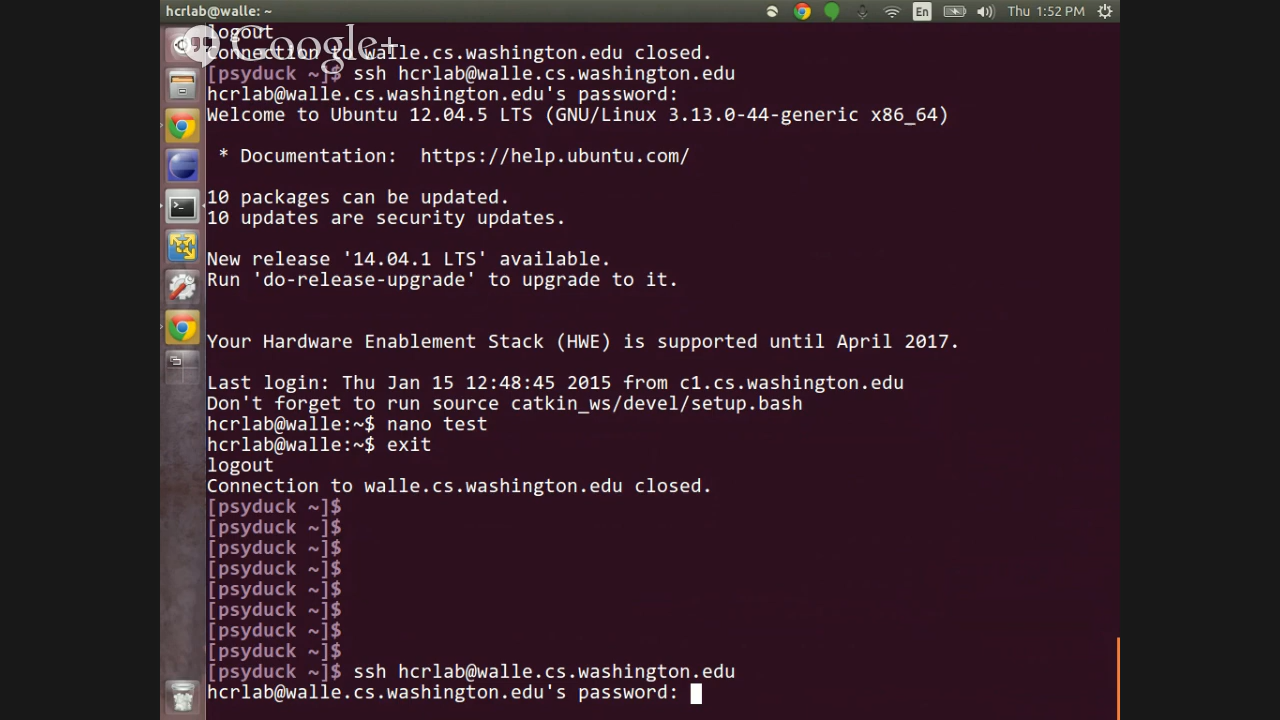 hcrlab@walle: ~
En
Thu 1:52 PM
logout
Google+
Connection to walle.cs.washington.edu closed.
[psyduck ~]$ ssh hcrlab@walle.cs.washington.edu
hcrlab@walle.cs.washington.edu's password:
Welcome to Ubuntu 12.04.5 LTS (GNU/Linux 3.13.0-44-generic x86_64)
* Documentation: https://help.ubuntu.com/
10 packages can be updated.
10 updates are security updates.
New release '14.04.1 LTS' available.
Run 'do-release-upgrade' to upgrade to it.
Your Hardware Enablement Stack (HWE) is supported until April 2017.
Last login: Thu Jan 15 12:48:45 2015 from c1.cs.washington.edu
Don't forget to run source catkin_ws/devel/setup.bash
hcrlab@walle:~$ nano test
hcrlab@walle:~$ exit
logout
Connection to walle.cs.washington.edu closed.
[psyduck ~]$
[psyduck ~]$
[psyduck ~]$
[psyduck ~]$
[psyduck ~]$
[psyduck ~]$
[psyduck ~]$
[psyduck ~]$
[psyduck ~]$ ssh hcrlab@walle.cs.washington.edu
hcrlab@walle.cs.washington.edu's password: